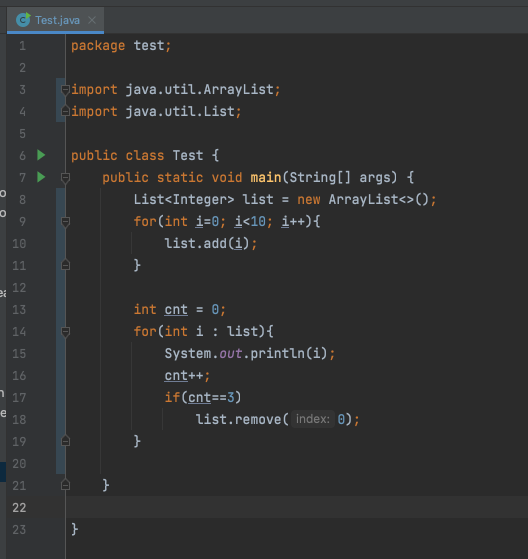 Test.java
1 package test;
2
3 import java.util.ArrayList;
4 import java.util.List;
5
6 public class Test {
7 public static void main(String[] args) {
8 List<Integer> list = new ArrayList<>();
9 for(int i=0; i<10; i++){
10 list.add(i);
11 }
12
13 int cnt = 0;
14 for(int i : list){
15 System.out.println(i);
16 cnt++;
17 if(cnt==3)
18 list.remove( index: 0);
19 }
20
21 }
22
23 }